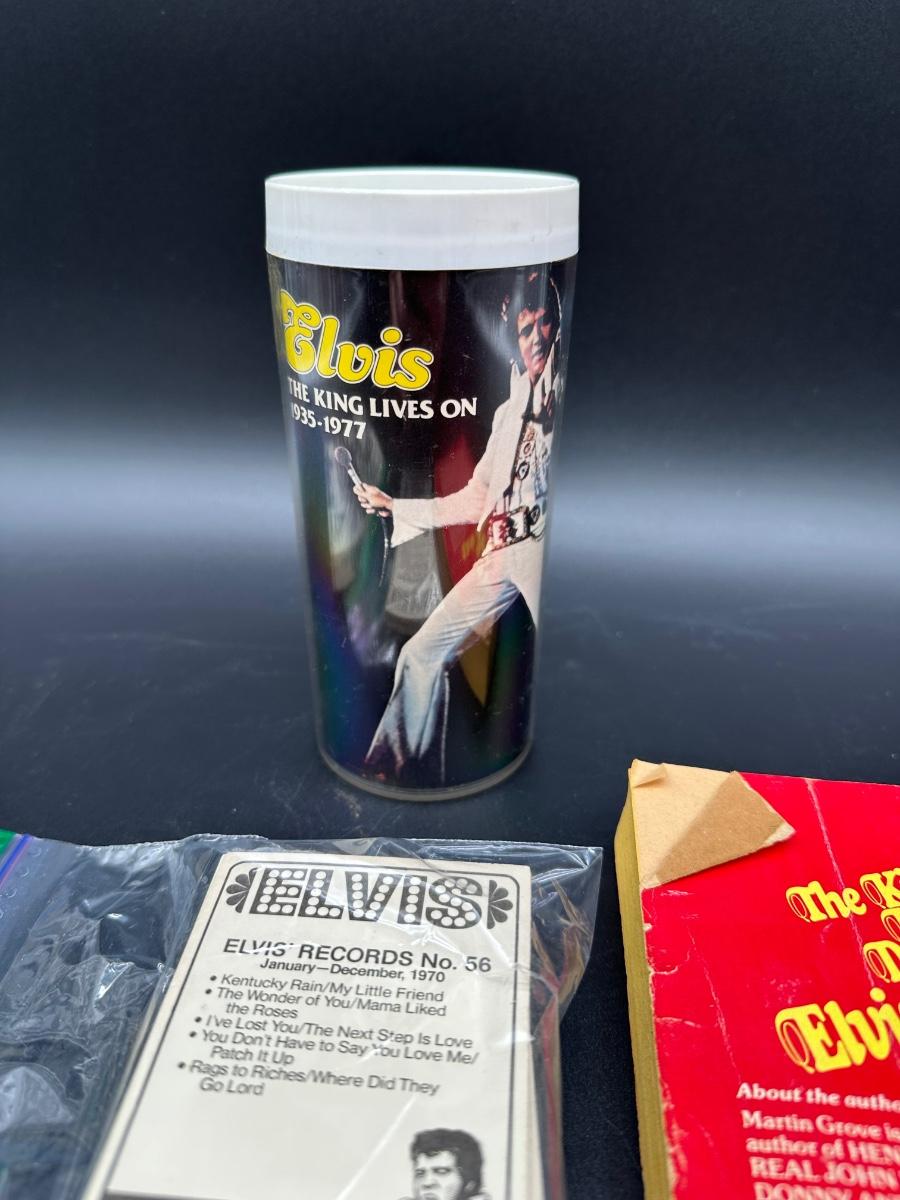 Elvis
THE KING LIVES ON
1935-1977
ELVIS
ELVIS' RECORDS No. 56
January—December, 1970
• Kentucky Rain/My Little Friend
• The Wonder of You/Mama Liked
the Roses
• I've Lost You/The Next Step Is Love
• You Don't Have to Say You Love Me/
Patch It Up
• Rags to Riches/Where Did They
Go Lord
The
Elvis
About the
Martin Grove is
author of
REAL JOHN